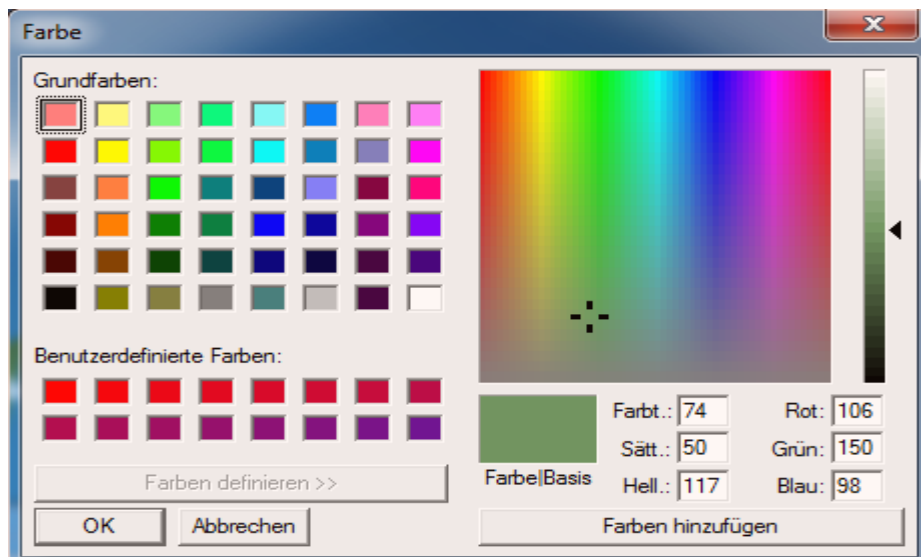 Farbe
Grundfarben:
Benutzerdefinierte Farben:
Farben definieren >>
OK Abbrechen
Farbe|Basis
Farbt.: 74 Rot: 106
Sätt.: 50 Grün: 150
Hell.: 117 Blau: 98
Farben hinzufügen